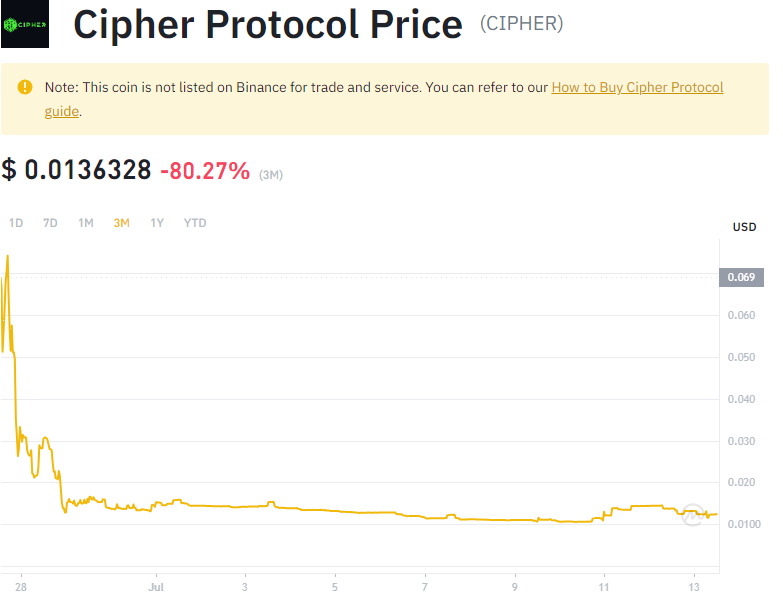 CIPHER
Cipher Protocol Price (CIPHER)
Note: This coin is not listed on Binance for trade and service. You can refer to our How to Buy Cipher Protocol
guide.
$ 0.0136328 -80.27% (3M)
1D 7D 1M 3M 1Y YTD
USD
0.069
0.060
0.050
0.040
0.030
0.020
0.0100
28 Jul 3 5 7 9 11 13